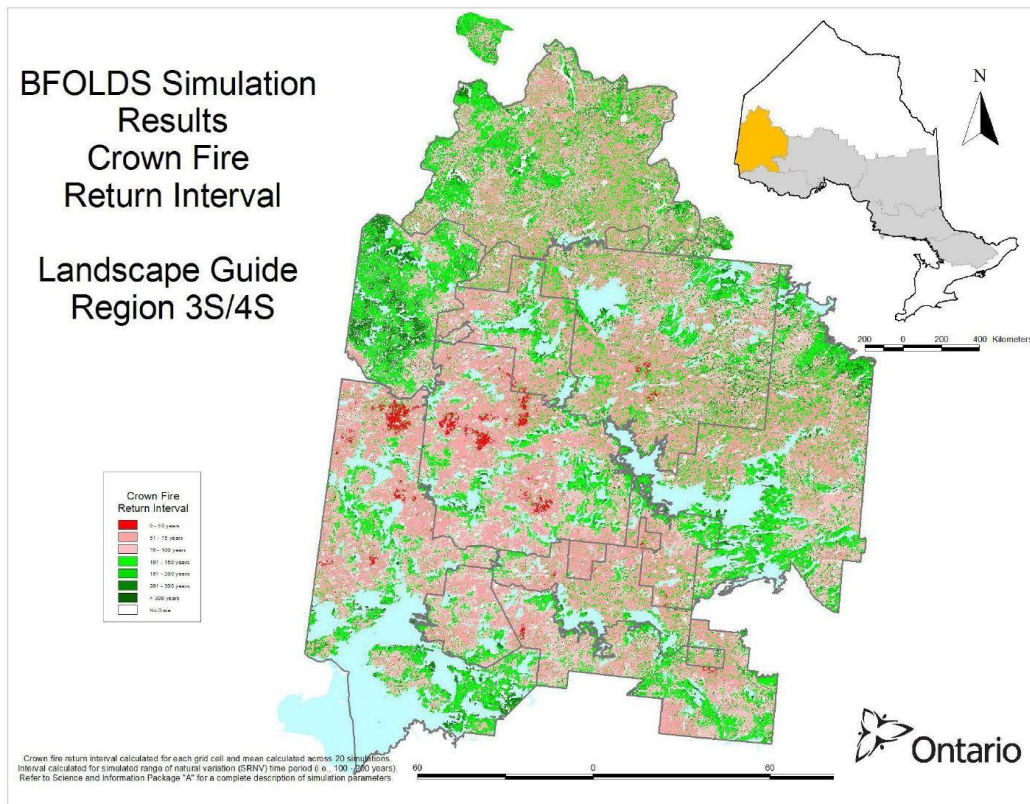 BFOLDS Simulation
Results
Crown Fire
Return Interval
Landscape Guide
Region 3S/4S
N
200 0 200 400 Kilometers
Crown Fire
Return Interval
0 - 50 years
51 - 75 years
76 - 100 years
101 - 150 years
151 - 200 years
201 - 300 years
> 300 years
No Data
Ontario
Crown fire return interval calculated for each grid cell and mean calculated across 20 simulations.
Interval calculated for simulated range of natural variation (SRNV) time period (i.e., 100 - 200 years).
Refer to Science and Information Package "A" for a complete description of simulation parameters.
60 0 60